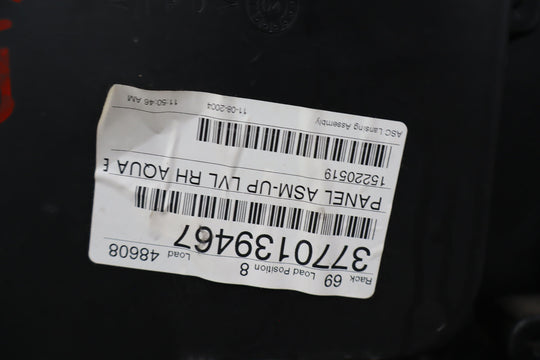 Rack 69 Load Position 8 Load 48608
3770139467
PANEL ASM-UP LVL RH AQUA E
15220519
ASC Lansing Assembly 11-08-2004 11:50:46 AM